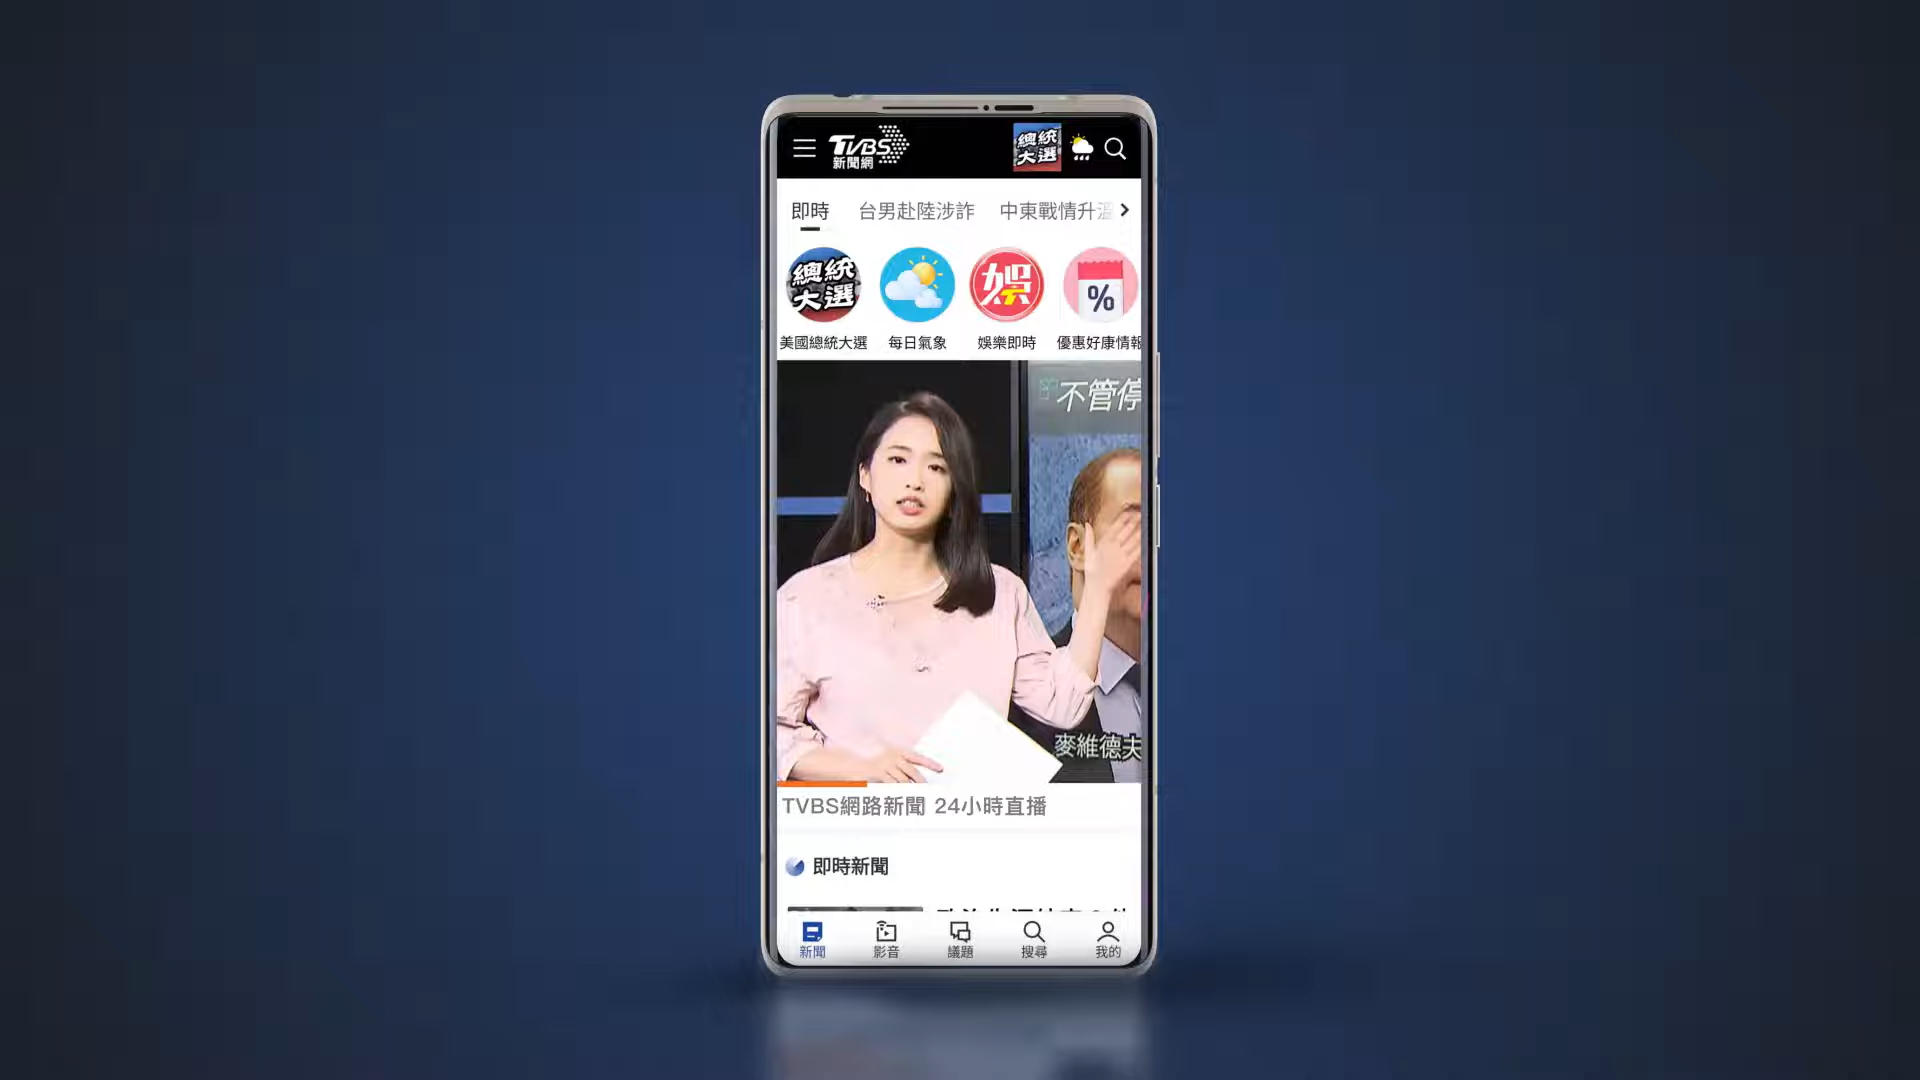 TVBS
新聞網
總統
大選
即時
台男赴陸涉詐
中東戰情升溫
總統
大選
娛
%
美國總統大選
每日氣象
娛樂即時
優惠好康情報
不管停
麥維德夫
TVBS網路新聞 24小時直播
即時新聞
新聞
影音
議題
搜尋
我的